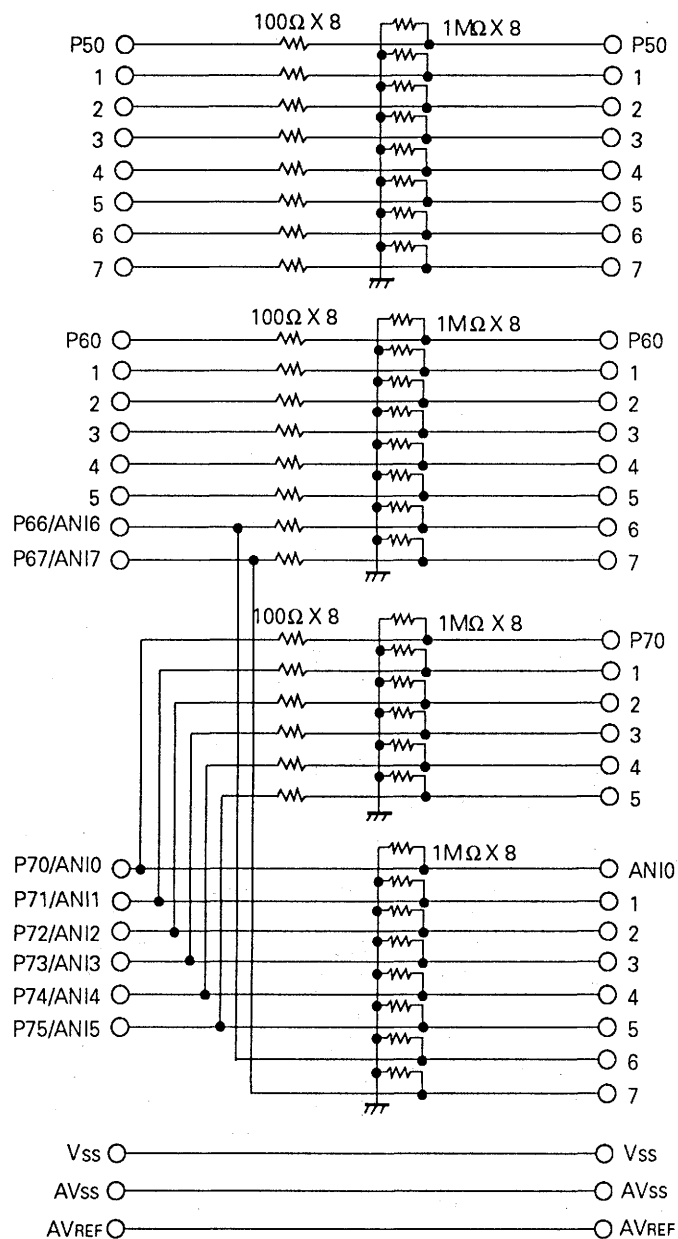 100Ω X 8 1MΩ X 8
P50 P50
1 1
2 2
3 3
4 4
5 5
6 6
7 7
100Ω X 8 1MΩ X 8
P60 P60
1 1
2 2
3 3
4 4
5 5
P66/ANI6 6
P67/ANI7 7
100Ω X 8 1MΩ X 8
P70
1
2
3
4
5
1MΩ X 8
P70/ANI0 ANI0
P71/ANI1 1
P72/ANI2 2
P73/ANI3 3
P74/ANI4 4
P75/ANI5 5
6
7
VSS VSS
AVSS AVSS
AVREF AVREF